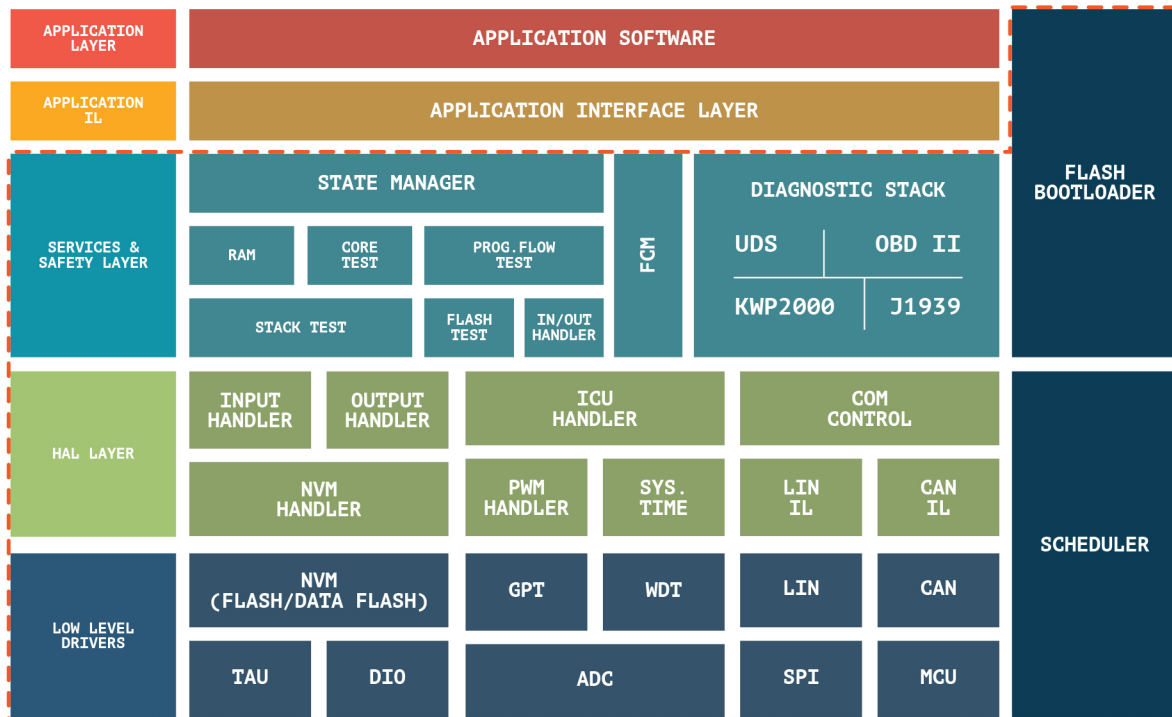 APPLICATION
LAYER
APPLICATION SOFTWARE
APPLICATION
IL
APPLICATION INTERFACE LAYER
FLASH
BOOTLOADER
SERVICES &
SAFETY LAYER
STATE MANAGER
RAM
CORE
TEST
PROG.FLOW
TEST
STACK TEST
FLASH
TEST
IN/OUT
HANDLER
FCM
DIAGNOSTIC STACK
UDS
OBD II
KWP2000
J1939
HAL LAYER
INPUT
HANDLER
OUTPUT
HANDLER
ICU
HANDLER
COM
CONTROL
NVM
HANDLER
PWM
HANDLER
SYS.
TIME
LIN
IL
CAN
IL
SCHEDULER
LOW LEVEL
DRIVERS
NVM
(FLASH/DATA FLASH)
GPT
WDT
LIN
CAN
TAU
DIO
ADC
SPI
MCU